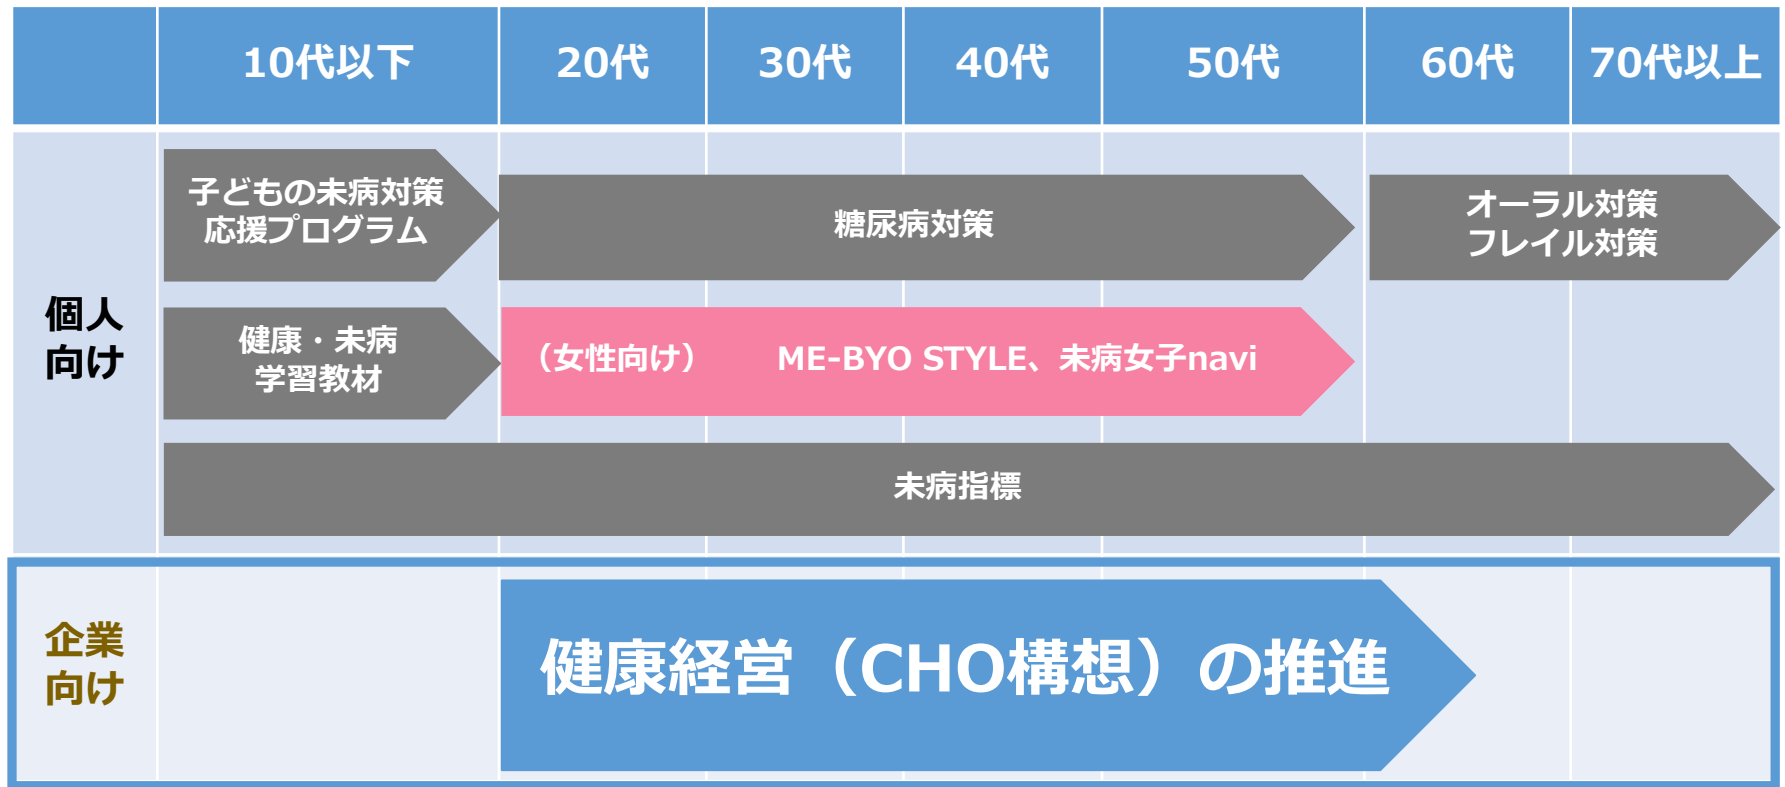 10代以下
20代
30代
40代
50代
60代
70代以上
個人
向け
子どもの未病対策
応援プログラム
糖尿病対策
オーラル対策
フレイル対策
健康・未病
学習教材
（女性向け）　　ME-BYO STYLE、未病女子navi
未病指標
企業
向け
健康経営（CHO構想）の推進